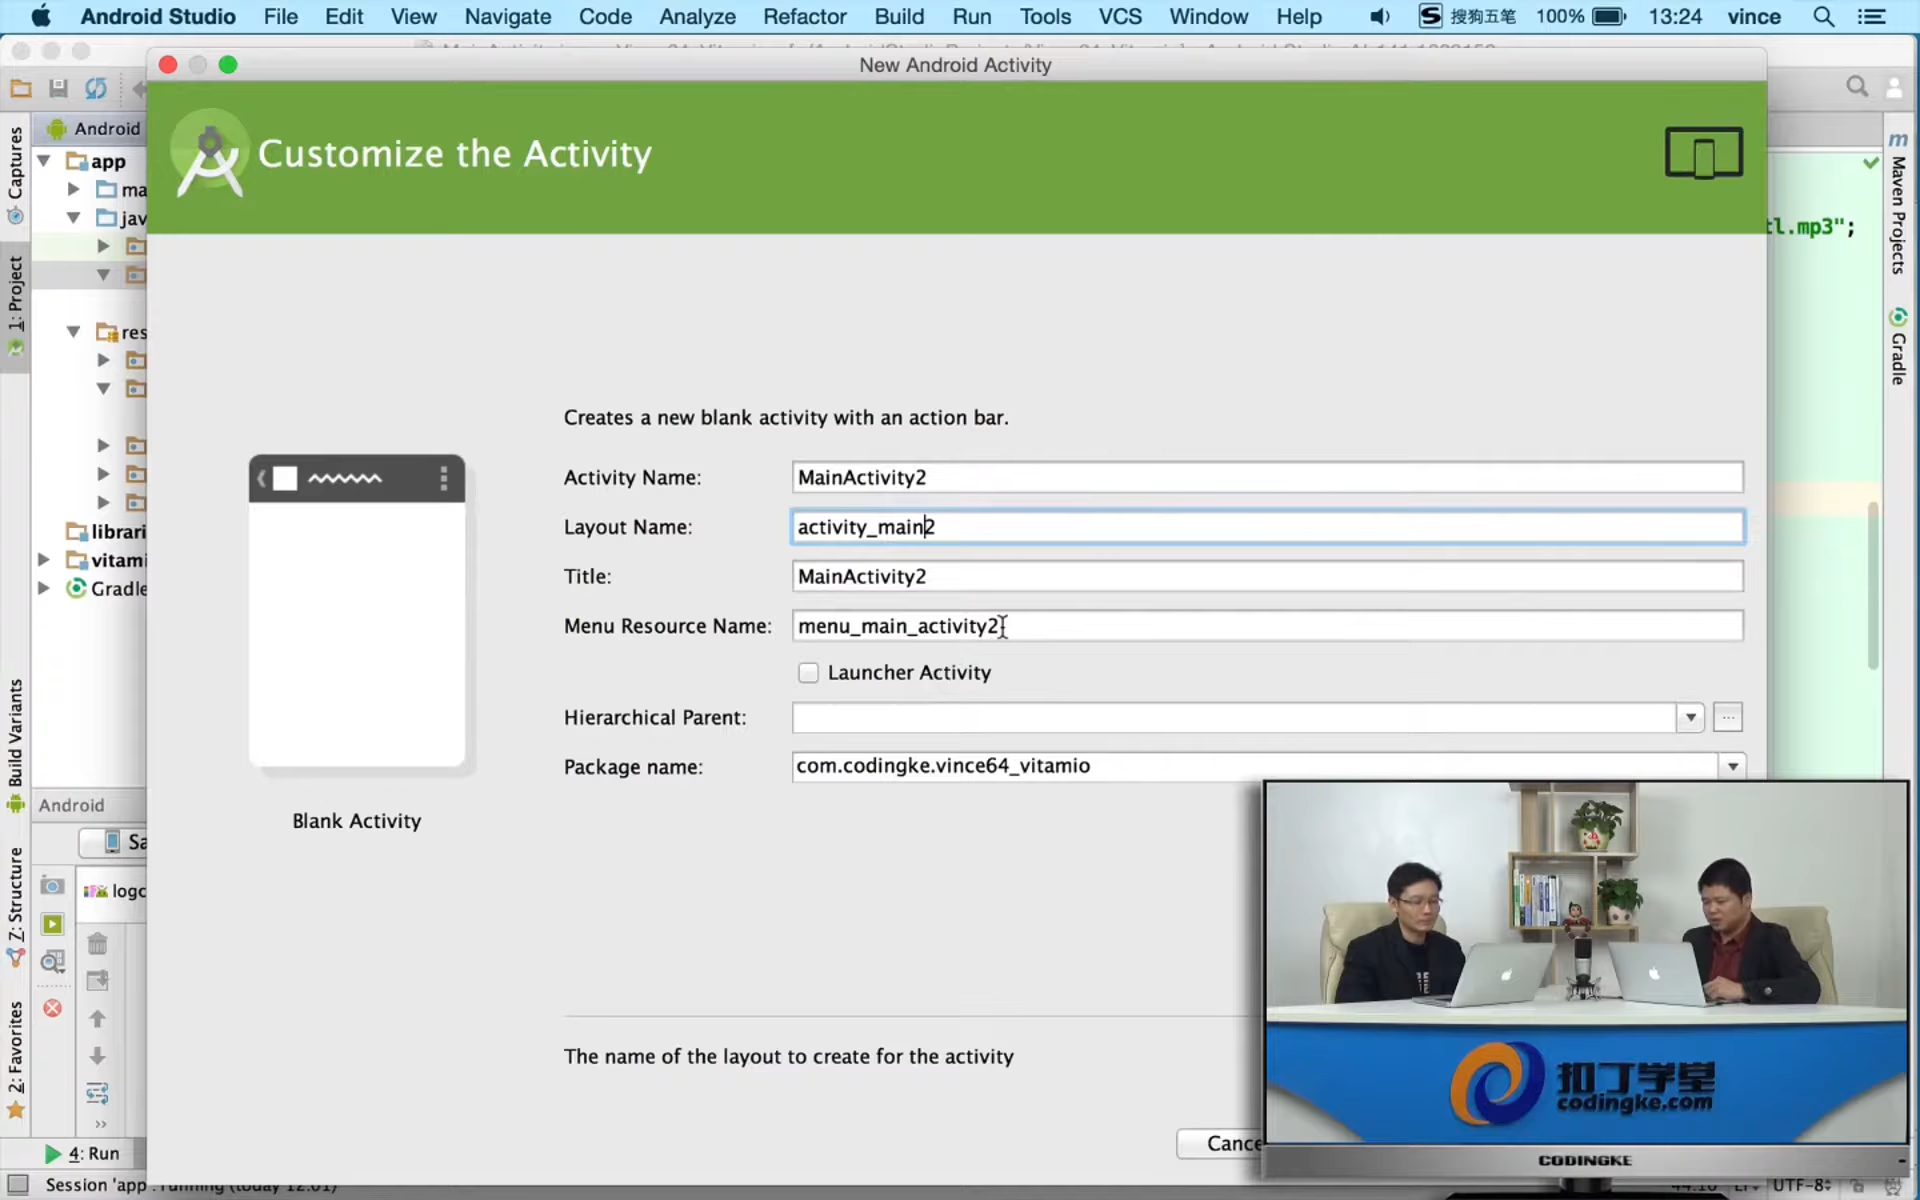 Android Studio File Edit View Navigate Code Analyze Refactor Build Run Tools VCS Window Help 搜狗五笔 100% 13:24 vince
New Android Activity
Customize the Activity
Captures
1: Project
Build Variants
Z: Structure
2: Favorites
Android
app
ma
jav
res
librari
vitami
Gradle
tl.mp3";
Maven Projects
Gradle
Creates a new blank activity with an action bar.
Activity Name: MainActivity2
Layout Name: activity_main2
Title: MainActivity2
Menu Resource Name: menu_main_activity2
Launcher Activity
Hierarchical Parent:
Package name: com.codingke.vince64_vitamio
Blank Activity
Android
Sa
logc
The name of the layout to create for the activity
Cance
4: Run
Session 'app'
UTF-8
扣丁学堂
codingke.com
CODINGKE